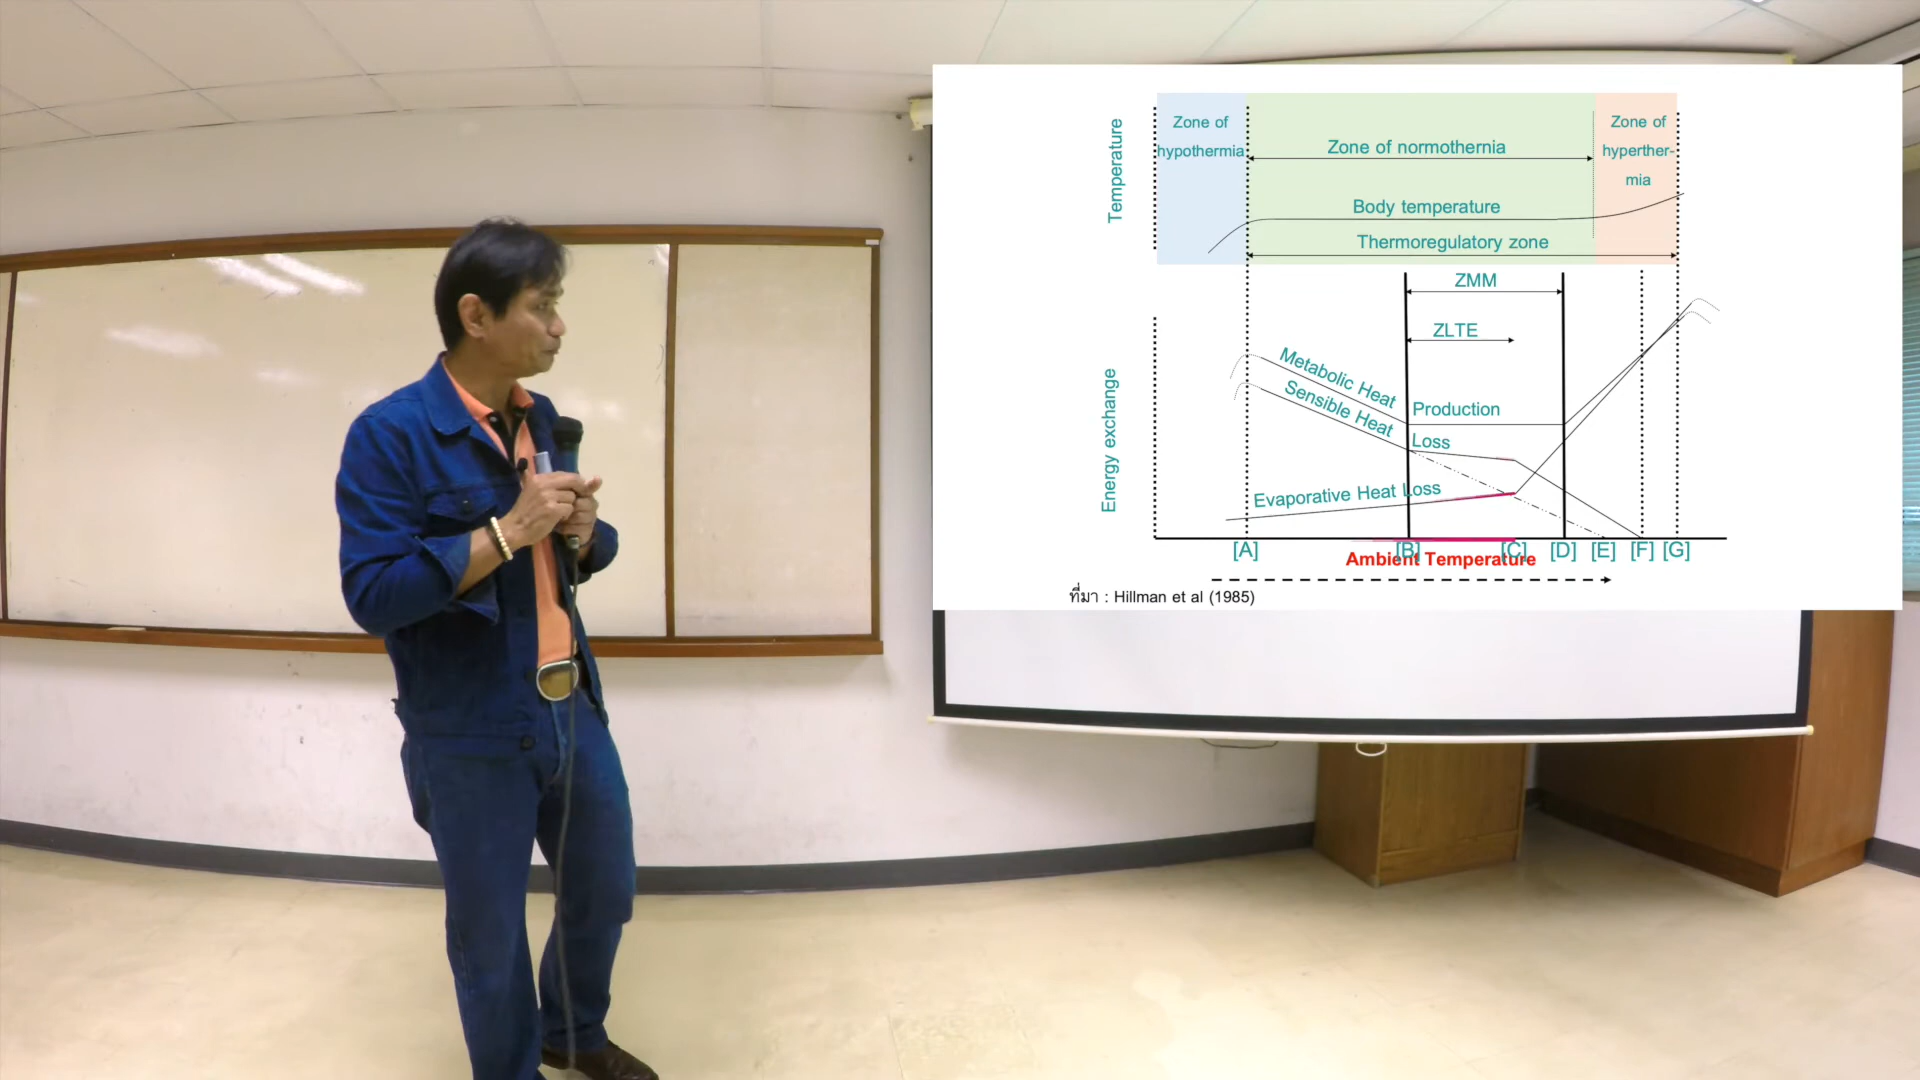 Temperature
Zone of
hypothermia
Zone of normothernia
Zone of
hyperther-
mia
Body temperature
Thermoregulatory zone
ZMM
ZLTE
Energy exchange
Metabolic Heat
Production
Sensible Heat
Loss
Evaporative Heat Loss
[A] [B] [C] [D] [E] [F] [G]
Ambient Temperature
ที่มา : Hillman et al (1985)